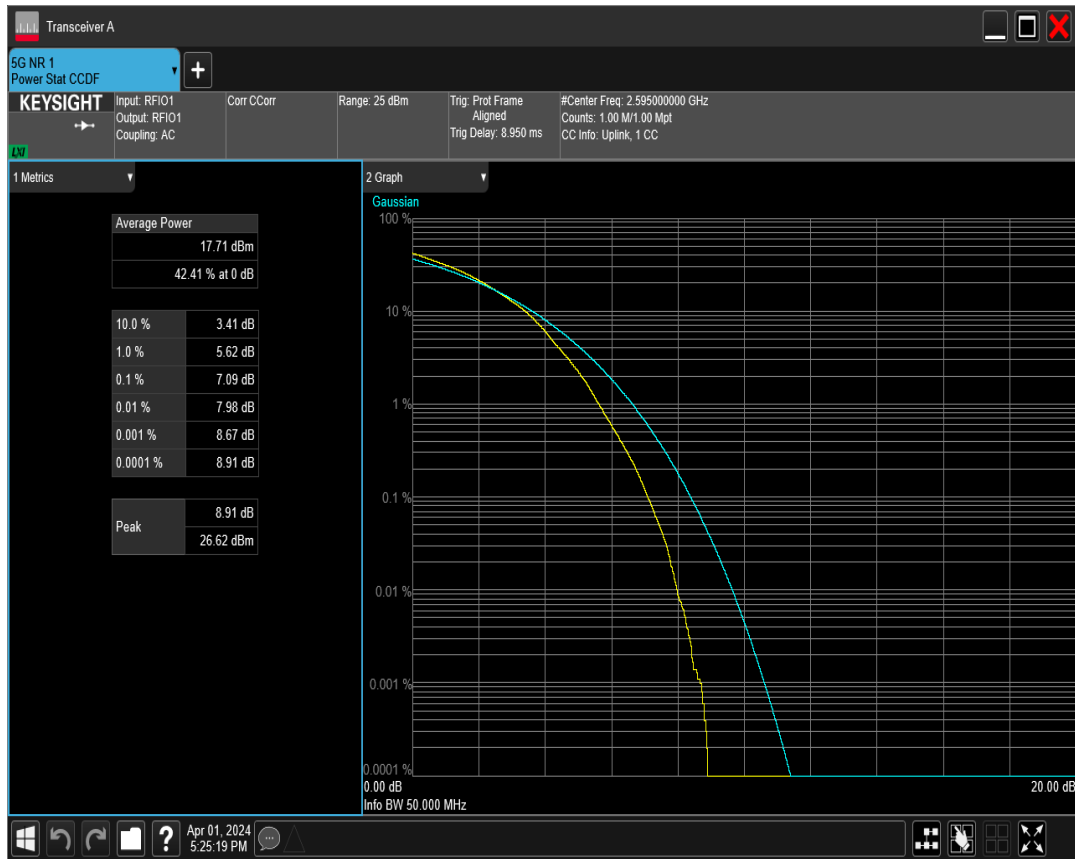 Transceiver A
5G NR 1
Power Stat CCDF
KEYSIGHT
LXI
Input: RFIO1
Output: RFIO1
Coupling: AC
Corr CCorr
Range: 25 dBm
Trig: Prot Frame
Aligned
Trig Delay: 8.950 ms
#Center Freq: 2.595000000 GHz
Counts: 1.00 M/1.00 Mpt
CC Info: Uplink, 1 CC
1 Metrics
Average Power
17.71 dBm
42.41 % at 0 dB
10.0 % 3.41 dB
1.0 % 5.62 dB
0.1 % 7.09 dB
0.01 % 7.98 dB
0.001 % 8.67 dB
0.0001 % 8.91 dB
Peak
8.91 dB
26.62 dBm
2 Graph
Gaussian
100 %
10 %
1 %
0.1 %
0.01 %
0.001 %
0.0001 %
0.00 dB 20.00 dB
Info BW 50.000 MHz
?
Apr 01, 2024
5:25:19 PM